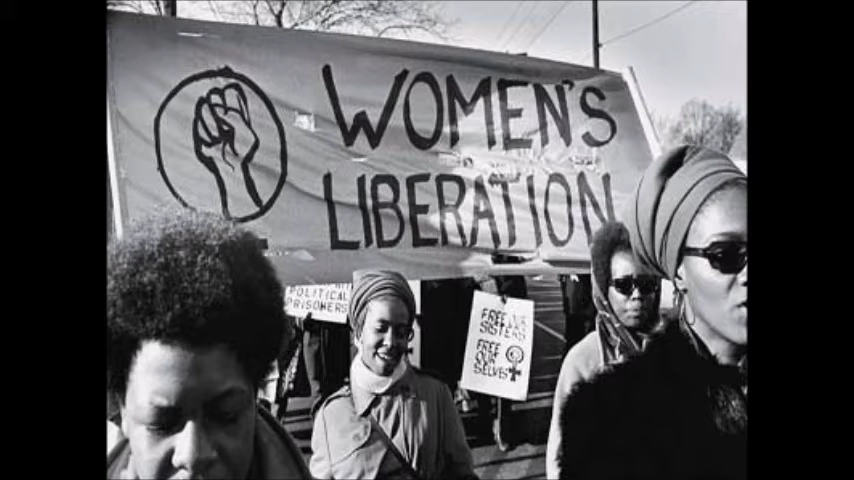 WOMEN'S
LIBERATION
POLITICAL
PRISONERS
FREE OUR
SISTERS
FREE
OUR
SELVES